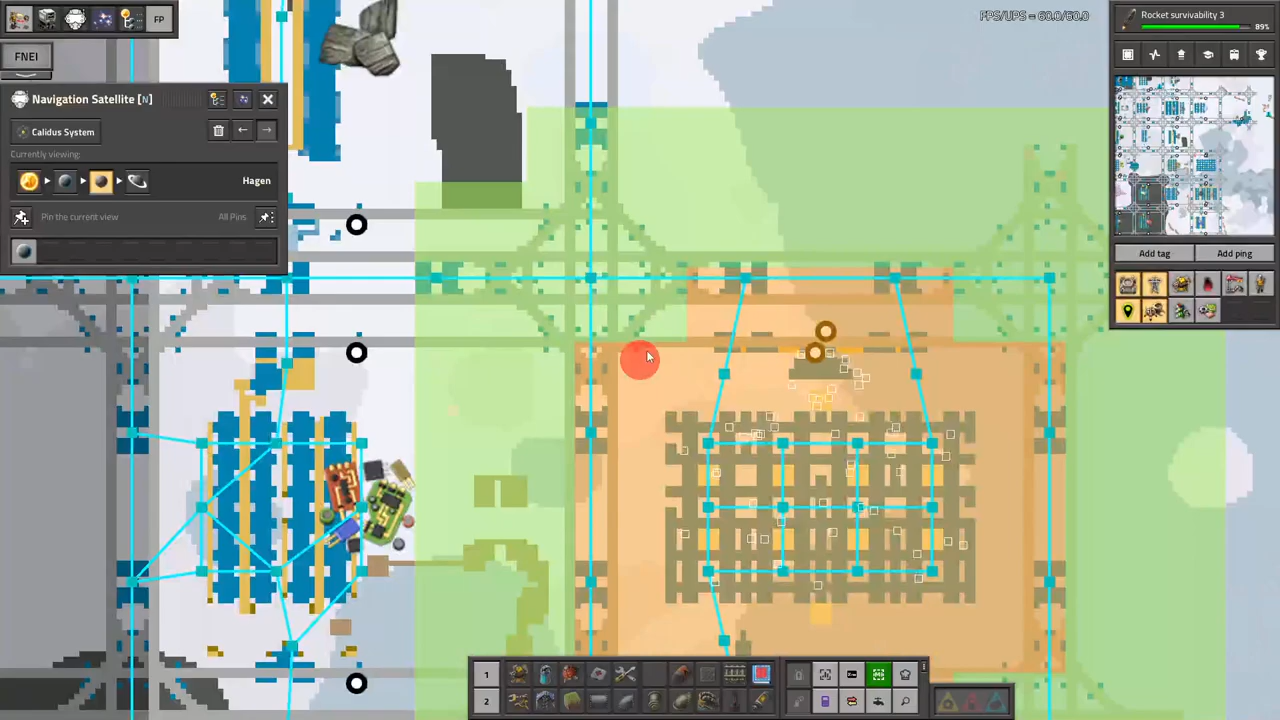 FP
FPS/UPS = 60.0/60.0
Rocket survivability 3
89%
FNEI
Navigation Satellite [N]
Calidus System
Currently viewing:
Hagen
Pin the current view
All Pins
Add tag
Add ping
1
2